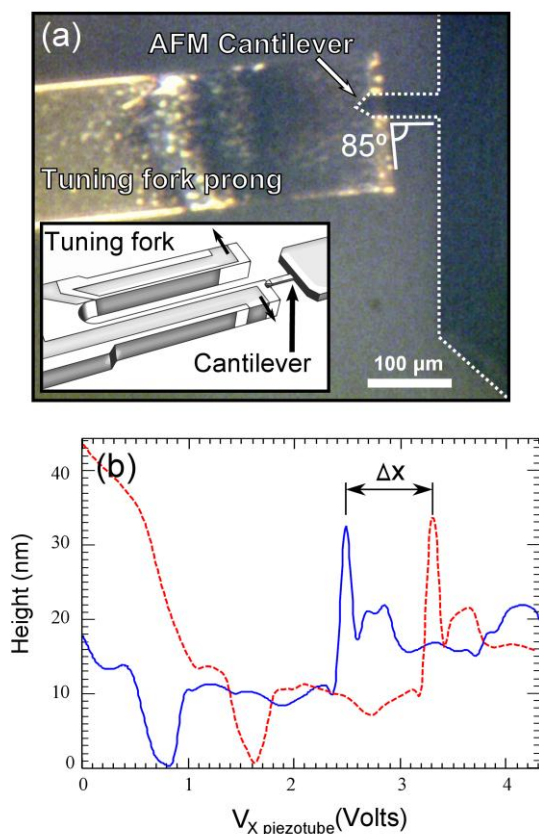 (a)
AFM Cantilever
85º
Tuning fork prong
Tuning fork
Cantilever
100 µm
(b)
Δx
40
30
20
10
0
Height (nm)
0 1 2 3 4
V X piezotube (Volts)